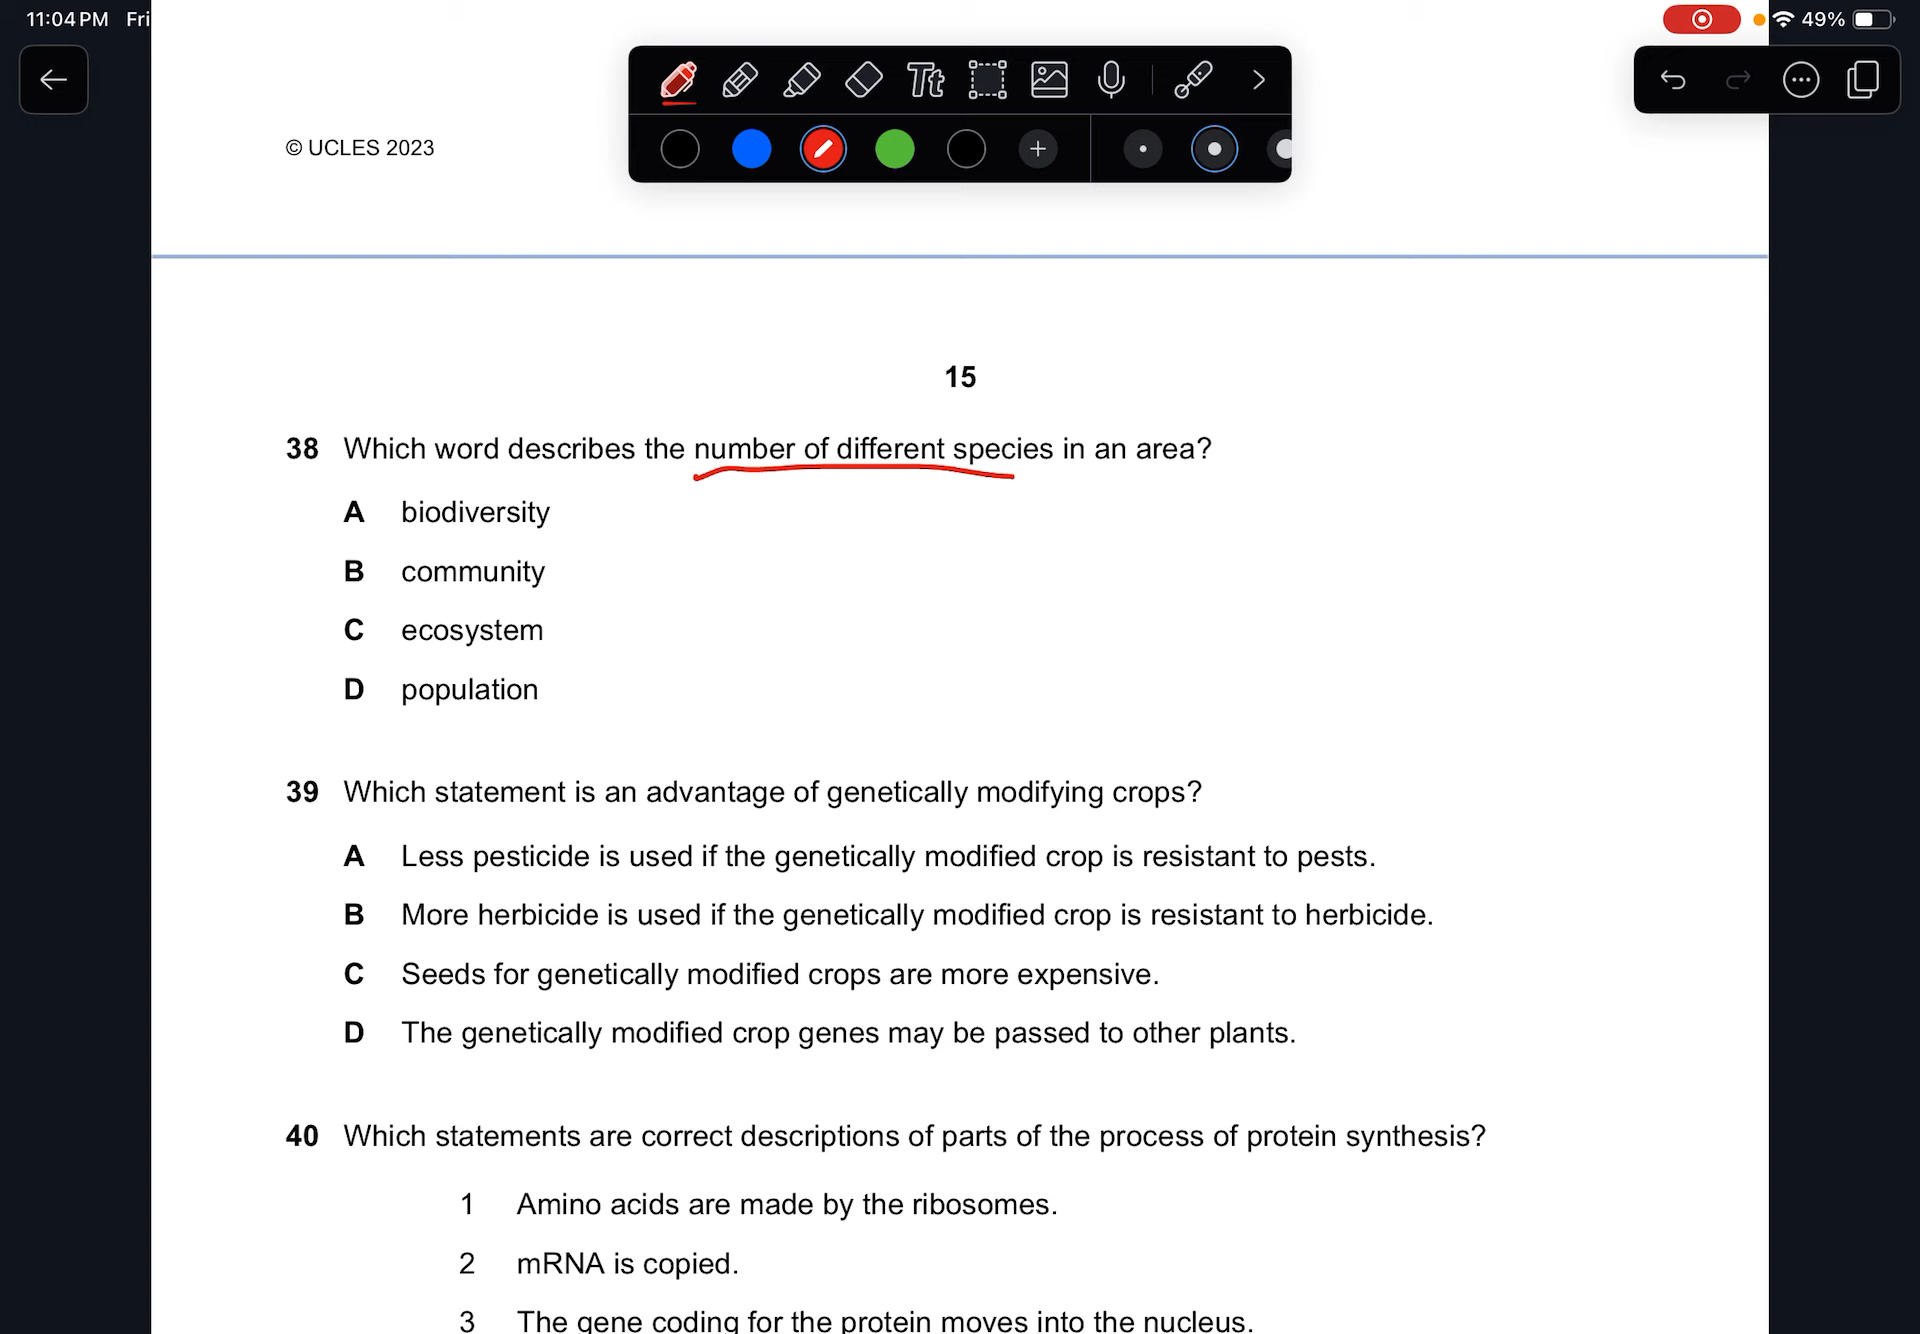 11:04 PM Fri
49%
Tt
© UCLES 2023
15
38 Which word describes the number of different species in an area?
A biodiversity
B community
C ecosystem
D population
39 Which statement is an advantage of genetically modifying crops?
A Less pesticide is used if the genetically modified crop is resistant to pests.
B More herbicide is used if the genetically modified crop is resistant to herbicide.
C Seeds for genetically modified crops are more expensive.
D The genetically modified crop genes may be passed to other plants.
40 Which statements are correct descriptions of parts of the process of protein synthesis?
1 Amino acids are made by the ribosomes.
2 mRNA is copied.
3 The gene coding for the protein moves into the nucleus.